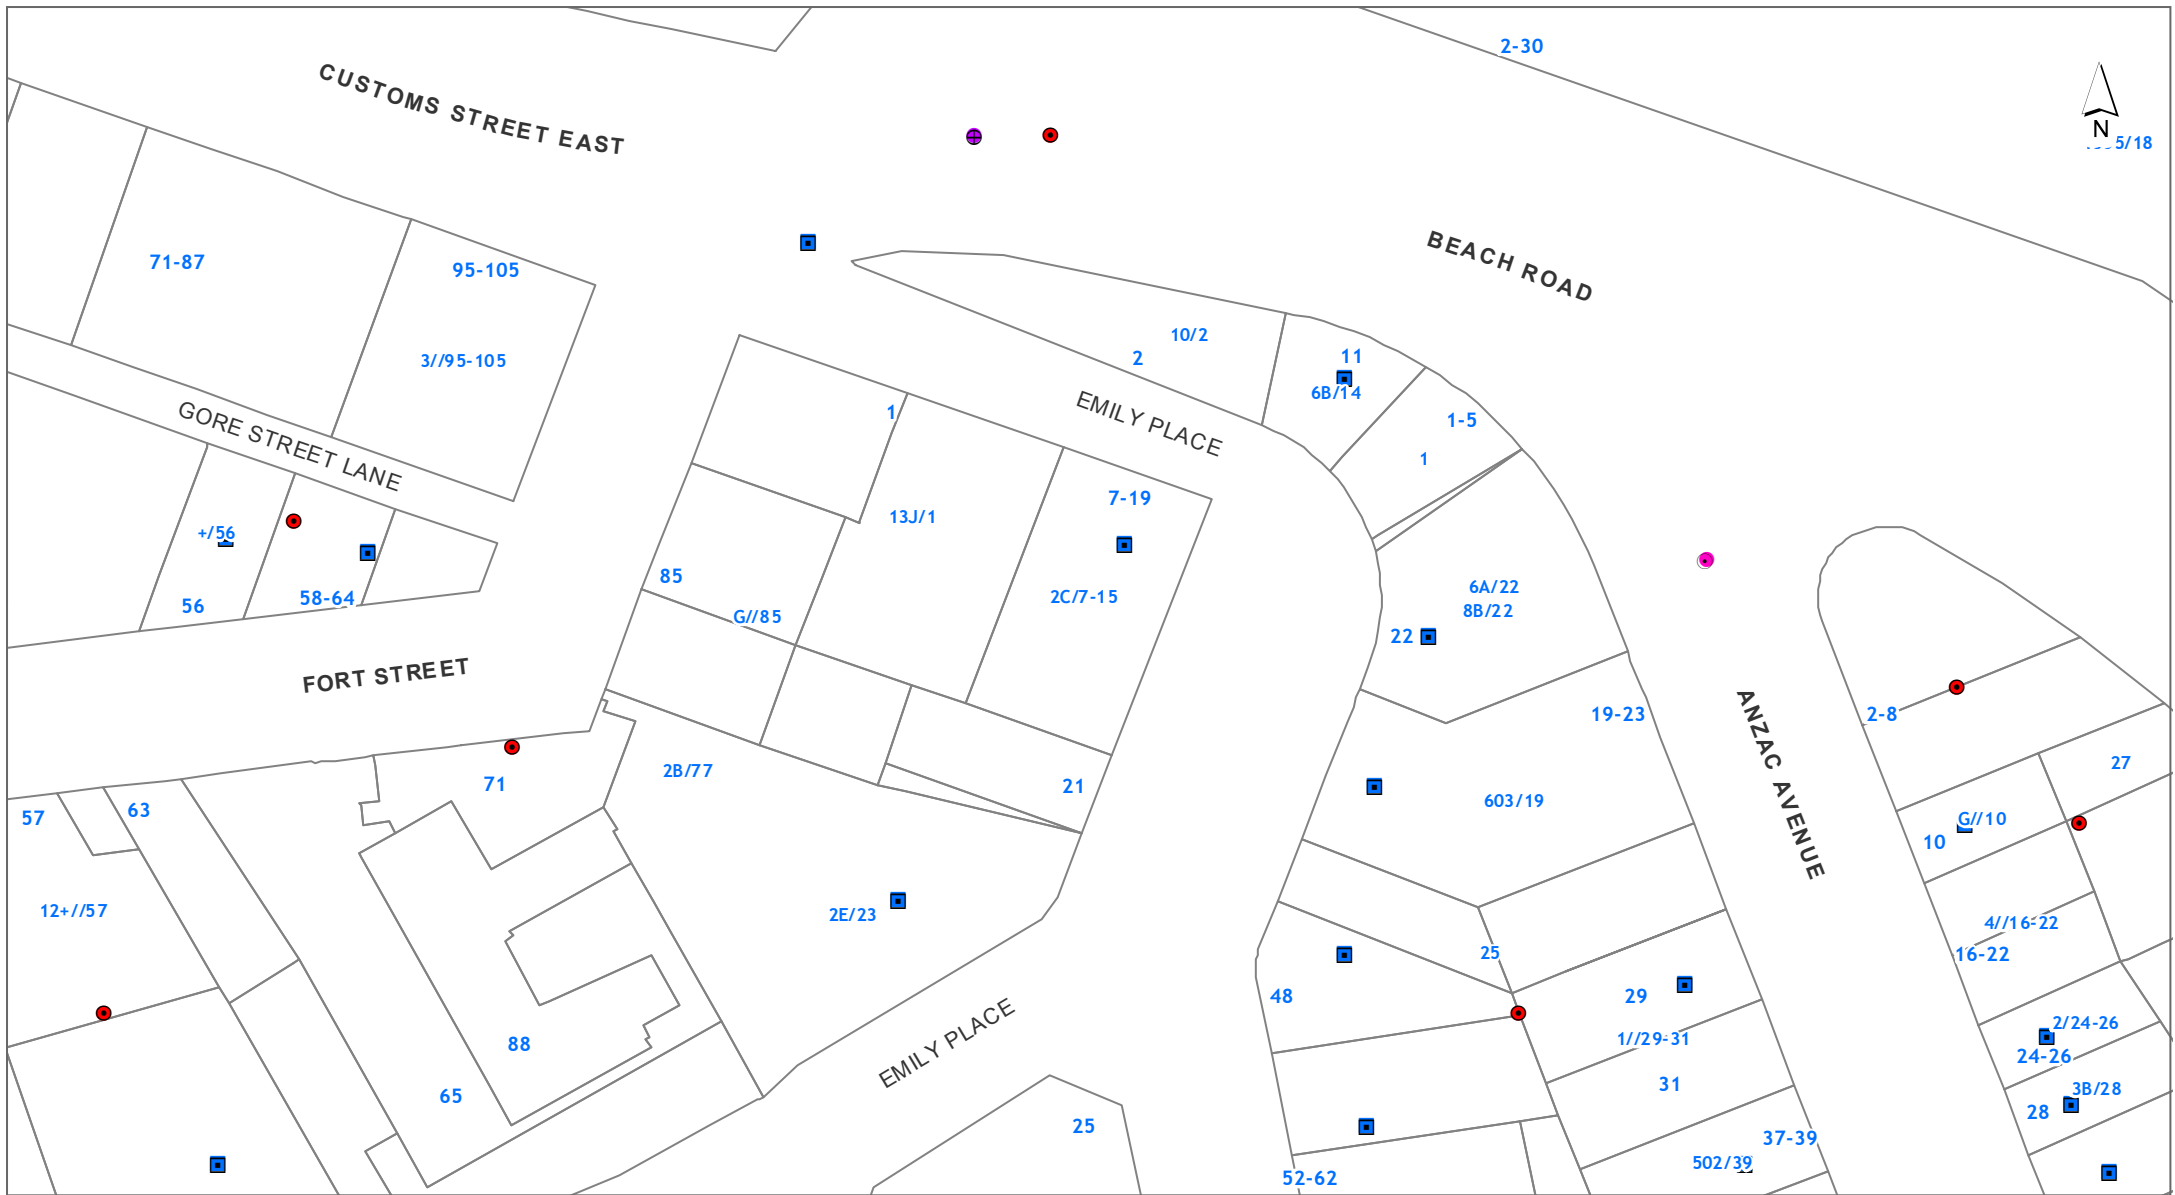 2-30
CUSTOMS STREET EAST
N
5/18
71-87
95-105
BEACH ROAD
10/2
2
11
3//95-105
6B/14
GORE STREET LANE
1
EMILY PLACE
1-5
1
7-19
13J/1
+/56
85
2C/7-15
6A/22
8B/22
56
58-64
G//85
22
FORT STREET
19-23
2-8
ANZAC AVENUE
71
2B/77
21
603/19
27
57
63
G//10
10
12+//57
2E/23
4//16-22
25
16-22
48
29
2/24-26
88
EMILY PLACE
1//29-31
24-26
65
31
3B/28
25
28
37-39
502/39
52-62